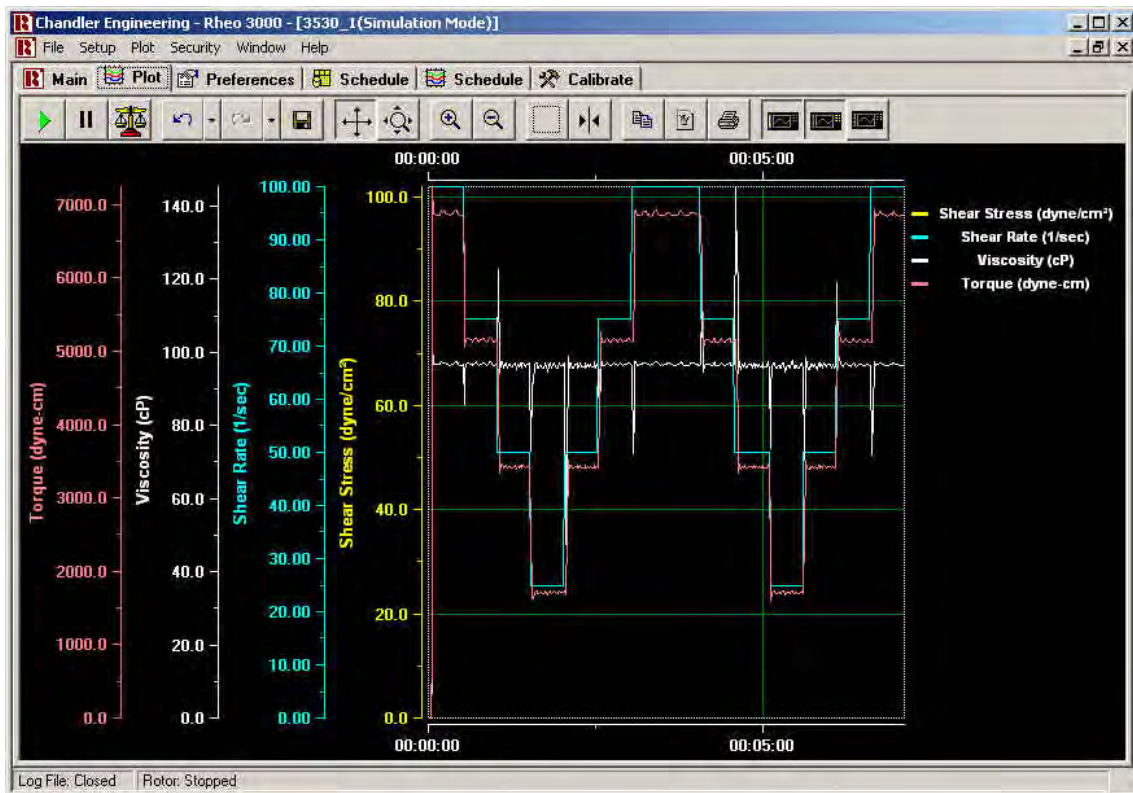 Chandler Engineering - Rheo 3000 - [3530_1(Simulation Mode)]
File Setup Plot Security Window Help
Main Plot Preferences Schedule Schedule Calibrate
00:00:00 00:05:00
Torque (dyne-cm)
7000.0
6000.0
5000.0
4000.0
3000.0
2000.0
1000.0
0.0
Viscosity (cP)
140.0
120.0
100.0
80.0
60.0
40.0
20.0
0.0
Shear Rate (1/sec)
100.00
90.00
80.00
70.00
60.00
50.00
40.00
30.00
20.00
10.00
0.00
Shear Stress (dyne/cm²)
100.0
80.0
60.0
40.0
20.0
0.0
Shear Stress (dyne/cm²)
Shear Rate (1/sec)
Viscosity (cP)
Torque (dyne-cm)
00:00:00 00:05:00
Log File: Closed Rotor: Stopped